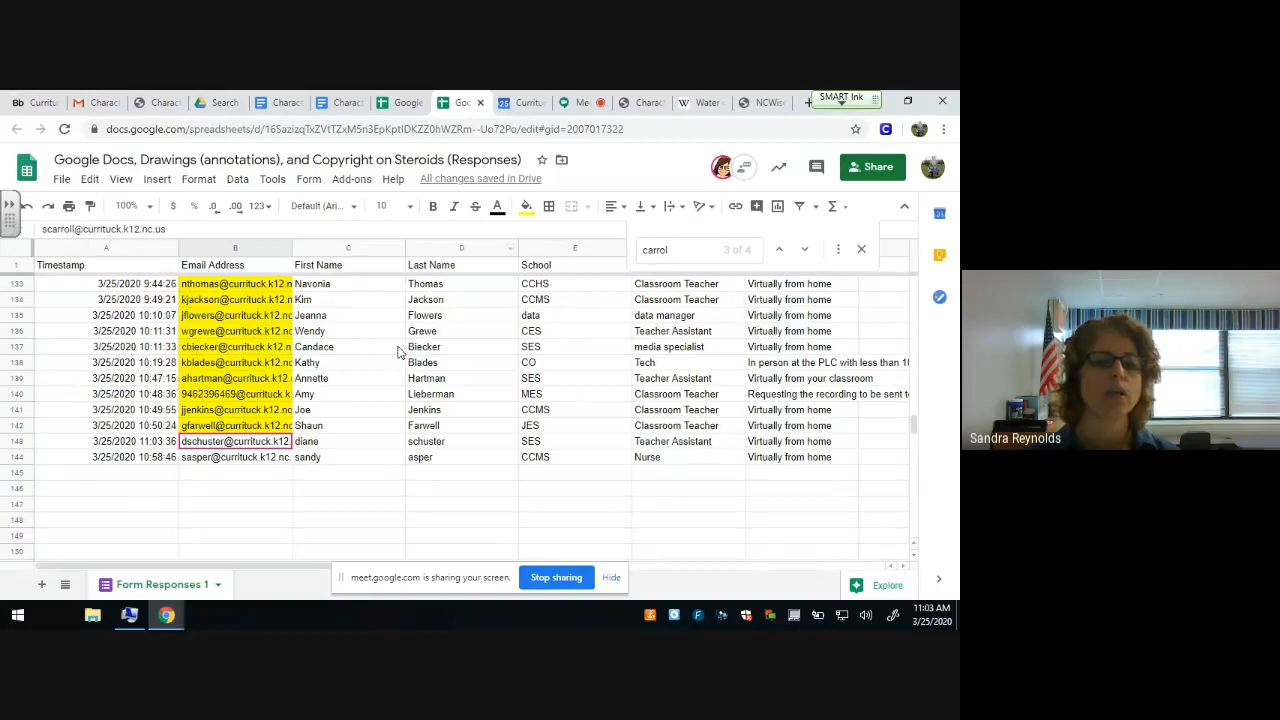 SMART Ink
Bb Curritu Charact Charac Search Charact Charact Google Goo Curritu Me Charac W Water c NCWise
docs.google.com/spreadsheets/d/16SazizqTxZVtTZxM5n3EpKptIDKZZ0hWZRm--Uo72Po/edit#gid=2007017322
Google Docs, Drawings (annotations), and Copyright on Steroids (Responses)
Share
File Edit View Insert Format Data Tools Form Add-ons Help All changes saved in Drive
100% $ % .0 .00 123 Default (Ari... 10 B I S A
scarroll@currituck.k12.nc.us
carrol 3 of 4
A B C D E
1 Timestamp Email Address First Name Last Name School
133 3/25/2020 9:44:26 nthomas@currituck.k12.n Navonia Thomas CCHS Classroom Teacher Virtually from home
134 3/25/2020 9:49:21 kjackson@currituck.k12.n Kim Jackson CCMS Classroom Teacher Virtually from home
135 3/25/2020 10:10:07 jflowers@currituck.k12.nc Jeanna Flowers data data manager Virtually from home
136 3/25/2020 10:11:31 wgrewe@currituck.k12.nc Wendy Grewe CES Teacher Assistant Virtually from home
137 3/25/2020 10:11:33 cbiecker@currituck.k12.n Candace Biecker SES media specialist Virtually from home
138 3/25/2020 10:19:28 kblades@currituck.k12.nc Kathy Blades CO Tech In person at the PLC with less than 10
139 3/25/2020 10:47:15 ahartman@currituck.k12. Annette Hartman SES Teacher Assistant Virtually from your classroom
140 3/25/2020 10:48:36 9462396469@currituck.k Amy Lieberman MES Classroom Teacher Requesting the recording to be sent to
141 3/25/2020 10:49:55 jjenkins@currituck.k12.nc Joe Jenkins CCMS Classroom Teacher Virtually from home
142 3/25/2020 10:50:24 gfarwell@currituck.k12.nc Shaun Farwell JES Classroom Teacher Virtually from home
143 3/25/2020 11:03:36 dschuster@currituck.k12. diane schuster SES Teacher Assistant Virtually from home
144 3/25/2020 10:58:46 sasper@currituck.k12.nc. sandy asper CCMS Nurse Virtually from home
145
146
147
148
149
150
meet.google.com is sharing your screen. Stop sharing Hide
Form Responses 1
Explore
11:03 AM
3/25/2020
Sandra Reynolds